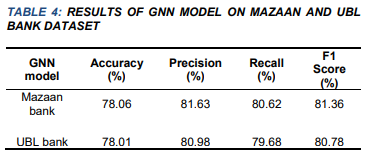 TABLE 4: RESULTS OF GNN MODEL ON MAZAAN AND UBL
BANK DATASET
GNN model Accuracy (%) Precision (%) Recall (%) F1 Score (%)
Mazaan bank 78.06 81.63 80.62 81.36
UBL bank 78.01 80.98 79.68 80.78